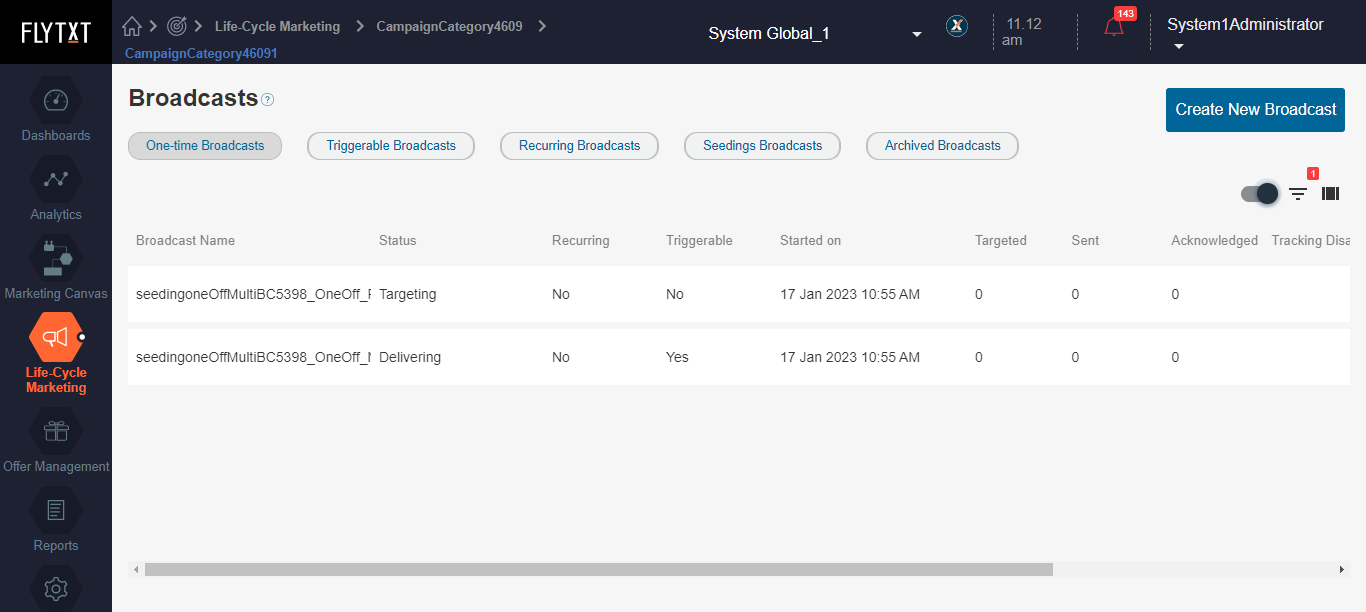 FLYTXT
Life-Cycle Marketing
CampaignCategory4609
CampaignCategory46091
System Global_1
11.12
am
143
System1Administrator
Dashboards
Analytics
Marketing Canvas
Life-Cycle
Marketing
Offer Management
Reports
Broadcasts ?
Create New Broadcast
One-time Broadcasts
Triggerable Broadcasts
Recurring Broadcasts
Seedings Broadcasts
Archived Broadcasts
1
Broadcast Name Status Recurring Triggerable Started on Targeted Sent Acknowledged Tracking Disa
seedingoneOffMultiBC5398_OneOff_ Targeting No No 17 Jan 2023 10:55 AM 0 0 0
seedingoneOffMultiBC5398_OneOff_ Delivering No Yes 17 Jan 2023 10:55 AM 0 0 0